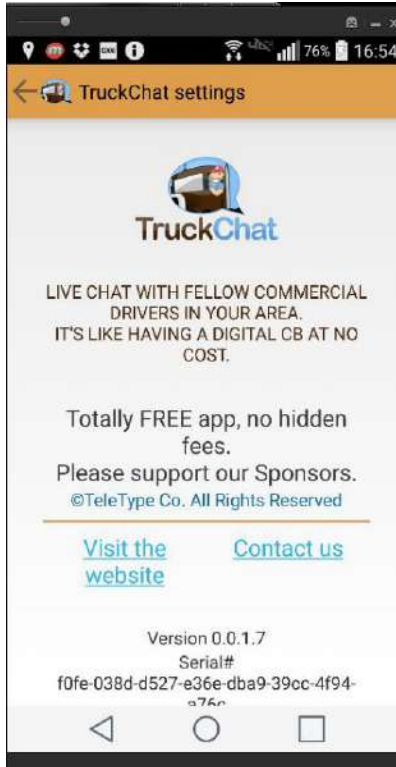 76% 16:54
TruckChat settings
TruckChat
LIVE CHAT WITH FELLOW COMMERCIAL
DRIVERS IN YOUR AREA.
IT'S LIKE HAVING A DIGITAL CB AT NO
COST.
Totally FREE app, no hidden
fees.
Please support our Sponsors.
©TeleType Co. All Rights Reserved
Visit the
website
Contact us
Version 0.0.1.7
Serial#
f0fe-038d-d527-e36e-dba9-39cc-4f94-